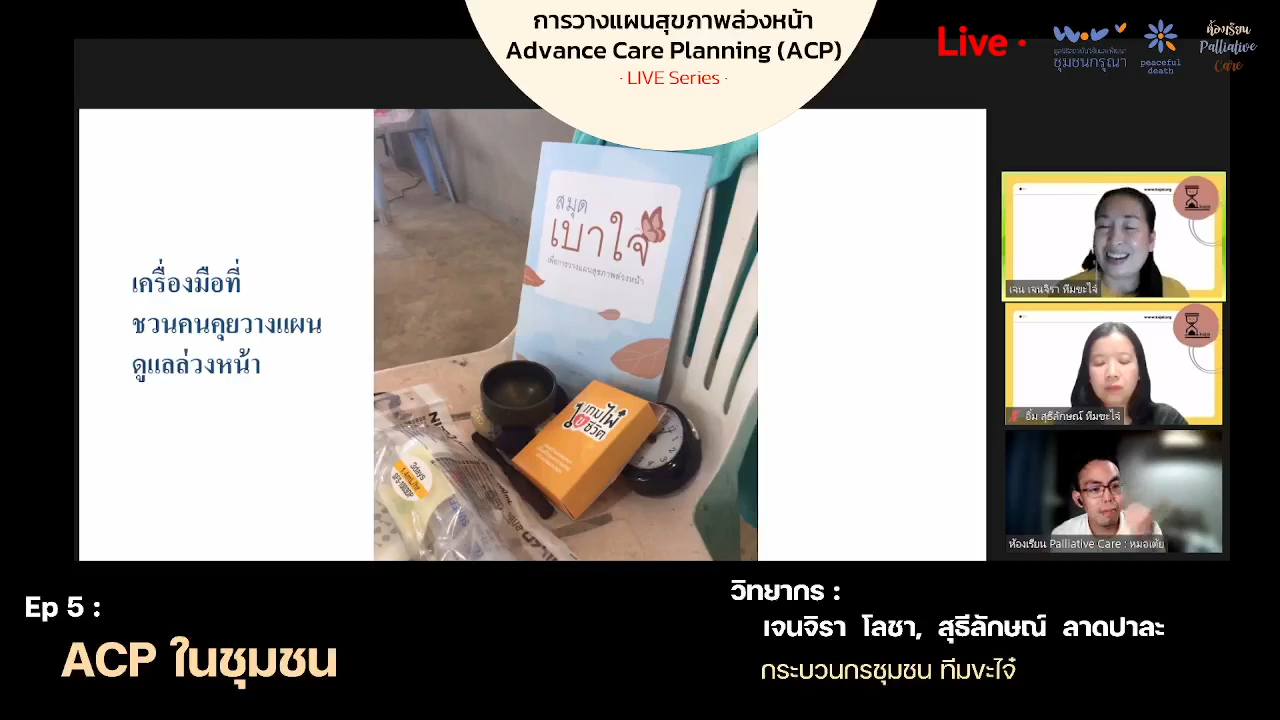 การวางแผนสุขภาพล่วงหน้า
Advance Care Planning (ACP)
· LIVE Series ·
Live
ชุมชนกรุณา
peaceful
death
ห้องเรียน
Palliative
Care
เครื่องมือที่
ชวนคนคุยวางแผน
ดูแลล่วงหน้า
สมุด
เบาใจ
เพื่อการวางแผนสุขภาพล่วงหน้า
เกมไพ่
ชีวิต
2days
เจน เจนจิรา ทีมขะไจ๋
อิ๋ม สุธีลักษณ์ ทีมขะไจ๋
ห้องเรียน Palliative Care : หมอเต้ย
Ep 5 :
ACP ในชุมชน
วิทยากร :
เจนจิรา โลชา, สุธีลักษณ์ ลาดปาละ
กระบวนกรชุมชน ทีมขะไจ๋